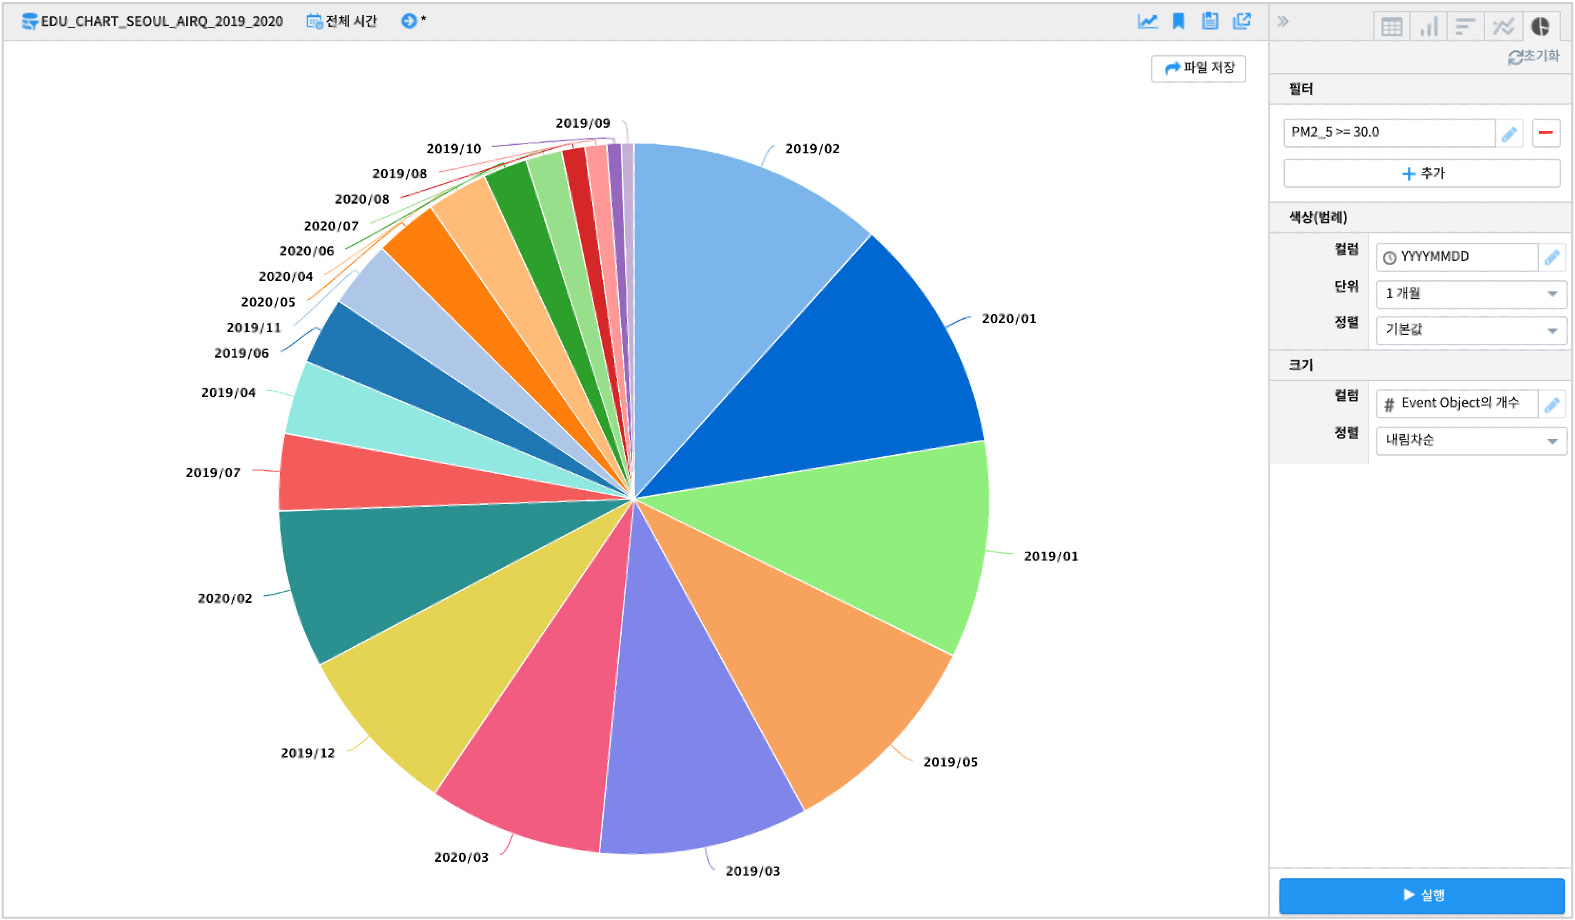 EDU_CHART_SEOUL_AIRQ_2019_2020 전체 시간 *
파일 저장
2019/09
2019/10
2019/02
2019/08
2020/08
2020/07
2020/06
2020/04
2020/05
2019/11
2020/01
2019/06
2019/04
2019/07
2019/01
2020/02
2019/12
2019/05
2020/03
2019/03
초기화
필터
PM2_5 >= 30.0
추가
색상(범례)
컬럼 YYYYMMDD
단위 1 개월
정렬 기본값
크기
컬럼 # Event Object의 개수
정렬 내림차순
실행